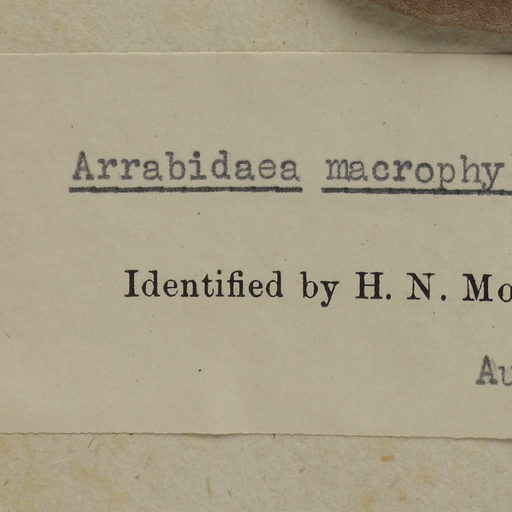 Arrabidaea macrophy
Identified by H. N. Mo
Au